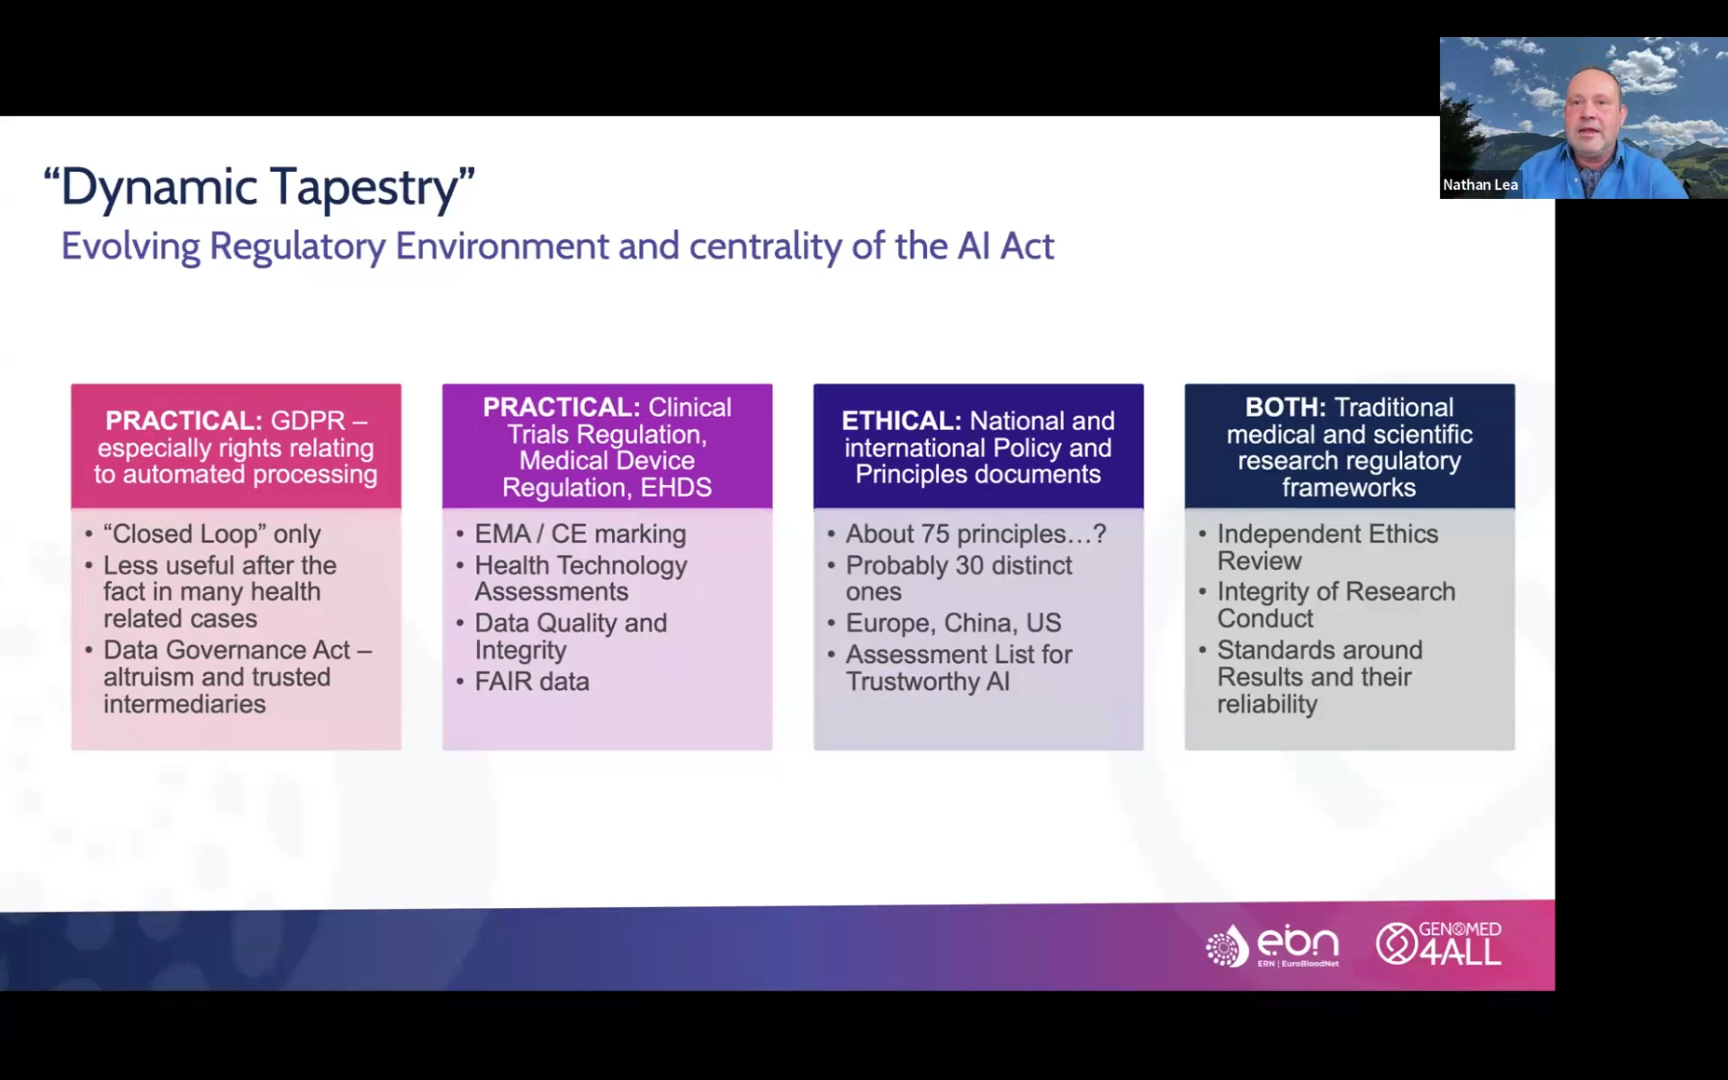 Nathan Lea
“Dynamic Tapestry”
Evolving Regulatory Environment and centrality of the AI Act
PRACTICAL: GDPR –
especially rights relating
to automated processing
• “Closed Loop” only
• Less useful after the
fact in many health
related cases
• Data Governance Act –
altruism and trusted
intermediaries
PRACTICAL: Clinical
Trials Regulation,
Medical Device
Regulation, EHDS
• EMA / CE marking
• Health Technology
Assessments
• Data Quality and
Integrity
• FAIR data
ETHICAL: National and
international Policy and
Principles documents
• About 75 principles…?
• Probably 30 distinct
ones
• Europe, China, US
• Assessment List for
Trustworthy AI
BOTH: Traditional
medical and scientific
research regulatory
frameworks
• Independent Ethics
Review
• Integrity of Research
Conduct
• Standards around
Results and their
reliability
ebn
ERN | EuroBloodNet
GENOMED
4ALL